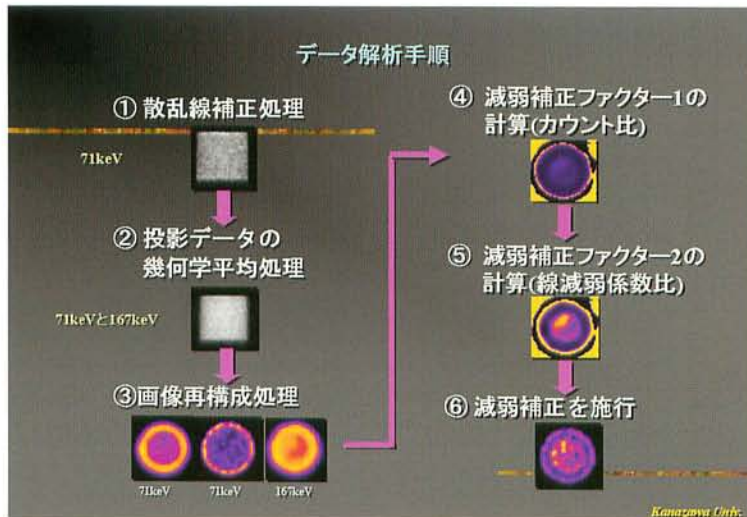 データ解析手順
① 散乱線補正処理
71keV
② 投影データの
幾何学平均処理
71keVと167keV
③画像再構成処理
71keV 71keV 167keV
④ 減弱補正ファクター1の
計算(カウント比)
⑤ 減弱補正ファクター2の
計算(線減弱係数比)
⑥ 減弱補正を施行
Kanazawa Univ.